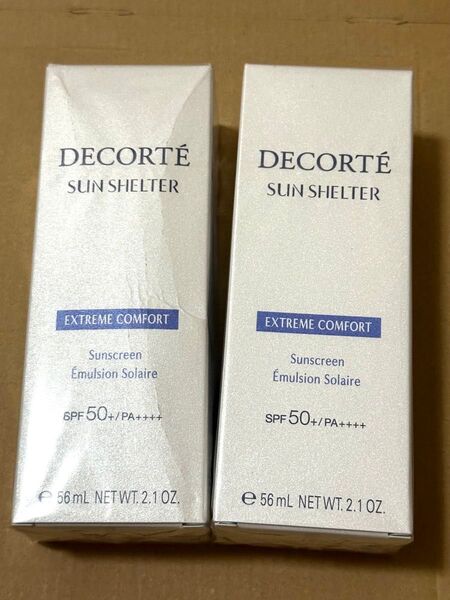 DECORTÉ
SUN SHELTER
EXTREME COMFORT
Sunscreen
Émulsion Solaire
SPF 50+/PA++++
℮ 56 mL NET WT. 2.1 OZ.
DECORTÉ
SUN SHELTER
EXTREME COMFORT
Sunscreen
Émulsion Solaire
SPF 50+/PA++++
℮ 56 mL NET WT. 2.1 OZ.